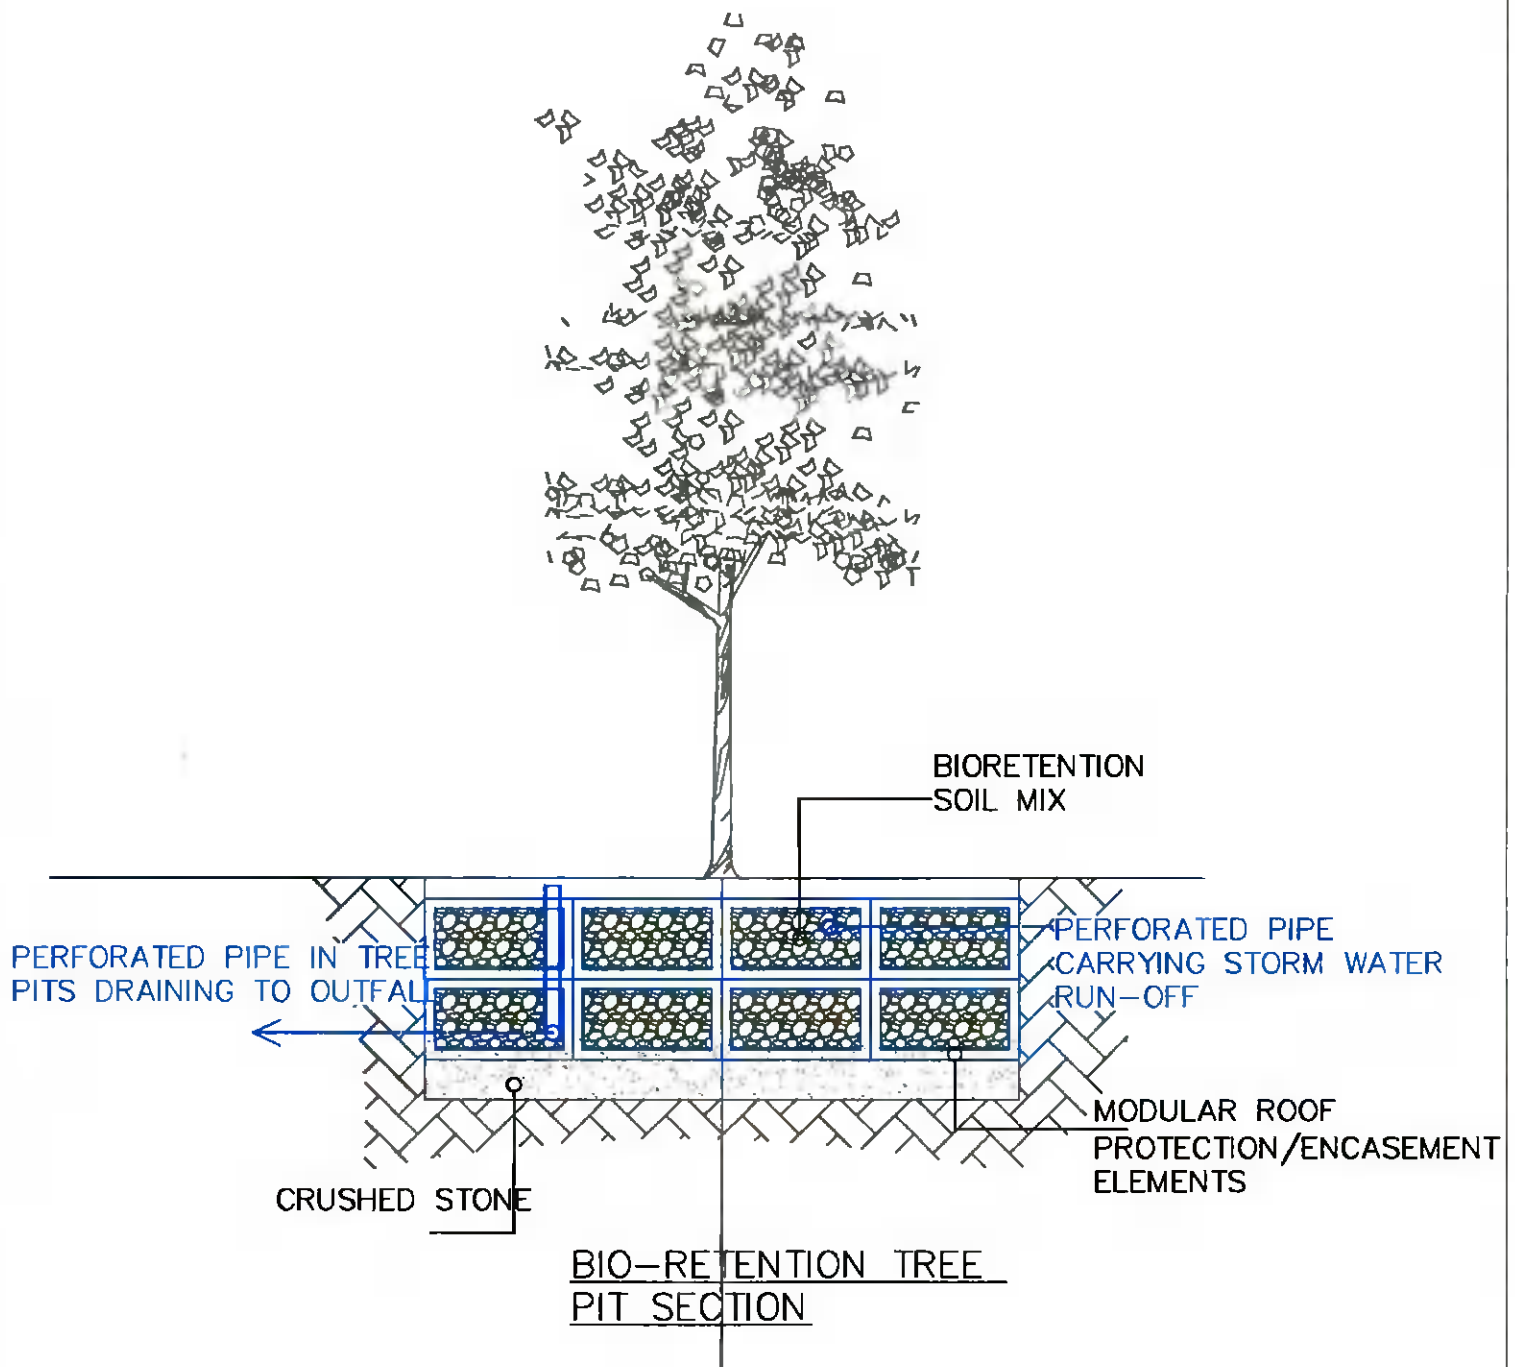 BIORETENTION
SOIL MIX
PERFORATED PIPE IN TREE
PITS DRAINING TO OUTFALL
PERFORATED PIPE
CARRYING STORM WATER
RUN-OFF
MODULAR ROOF
PROTECTION/ENCASEMENT
ELEMENTS
CRUSHED STONE
BIO-RETENTION TREE
PIT SECTION